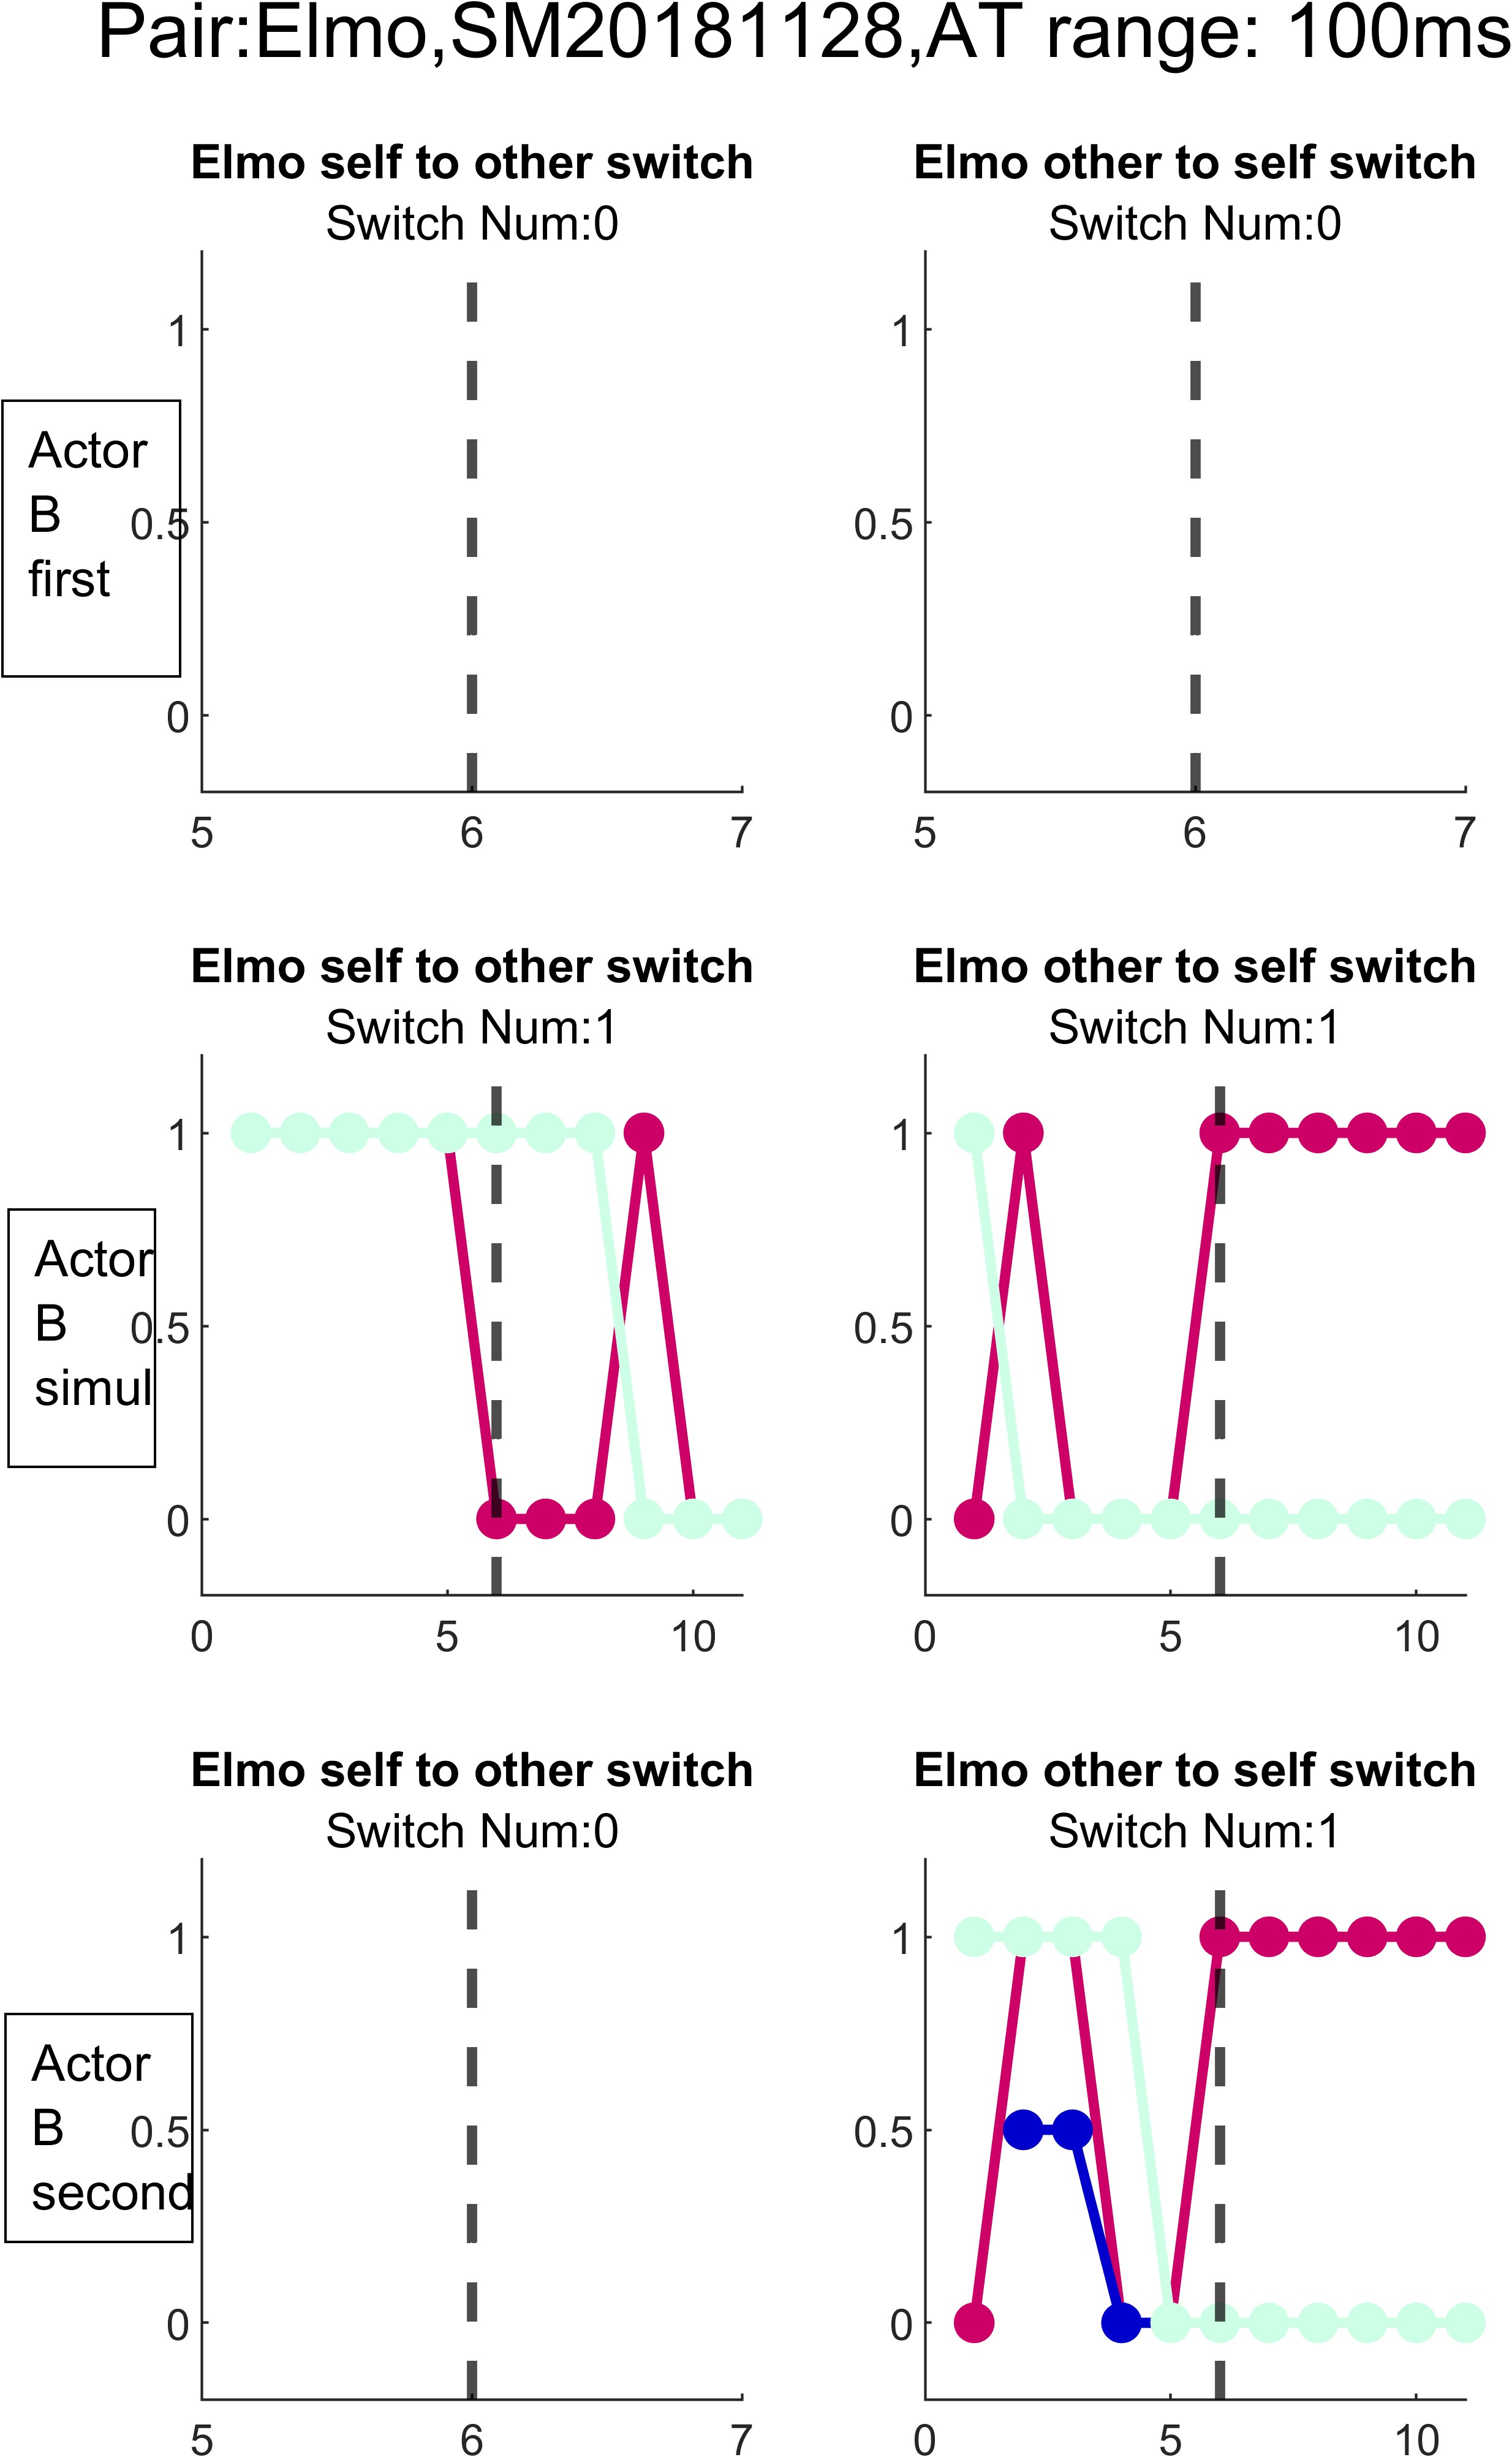 Pair:Elmo,SM20181128,AT range: 100ms
Elmo self to other switch
Switch Num:0
Elmo other to self switch
Switch Num:0
Actor
B
first
1
0.5
0
5 6 7
1
0.5
0
5 6 7
Elmo self to other switch
Switch Num:1
Elmo other to self switch
Switch Num:1
Actor
B
simul
1
0.5
0
0 5 10
1
0.5
0
0 5 10
Elmo self to other switch
Switch Num:0
Elmo other to self switch
Switch Num:1
Actor
B
second
1
0.5
0
5 6 7
1
0.5
0
0 5 10